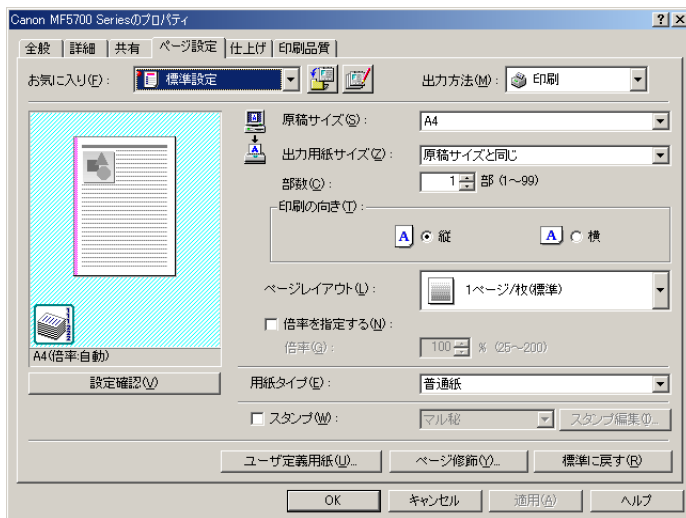 Canon MF5700 Seriesのプロパティ
全般 詳細 共有 ページ設定 仕上げ 印刷品質
お気に入り(F): 標準設定 出力方法(M): 印刷
原稿サイズ(S): A4
出力用紙サイズ(Z): 原稿サイズと同じ
部数(C): 1 部 (1～99)
印刷の向き(T):
A 縦 A 横
ページレイアウト(L): 1ページ/枚(標準)
倍率を指定する(N):
倍率(G): 100 % (25～200)
A4(倍率:自動)
設定確認(V)
用紙タイプ(E): 普通紙
スタンプ(W): マル秘 スタンプ編集(I)...
ユーザ定義用紙(U)... ページ修飾(Y)... 標準に戻す(R)
OK キャンセル 適用(A) ヘルプ